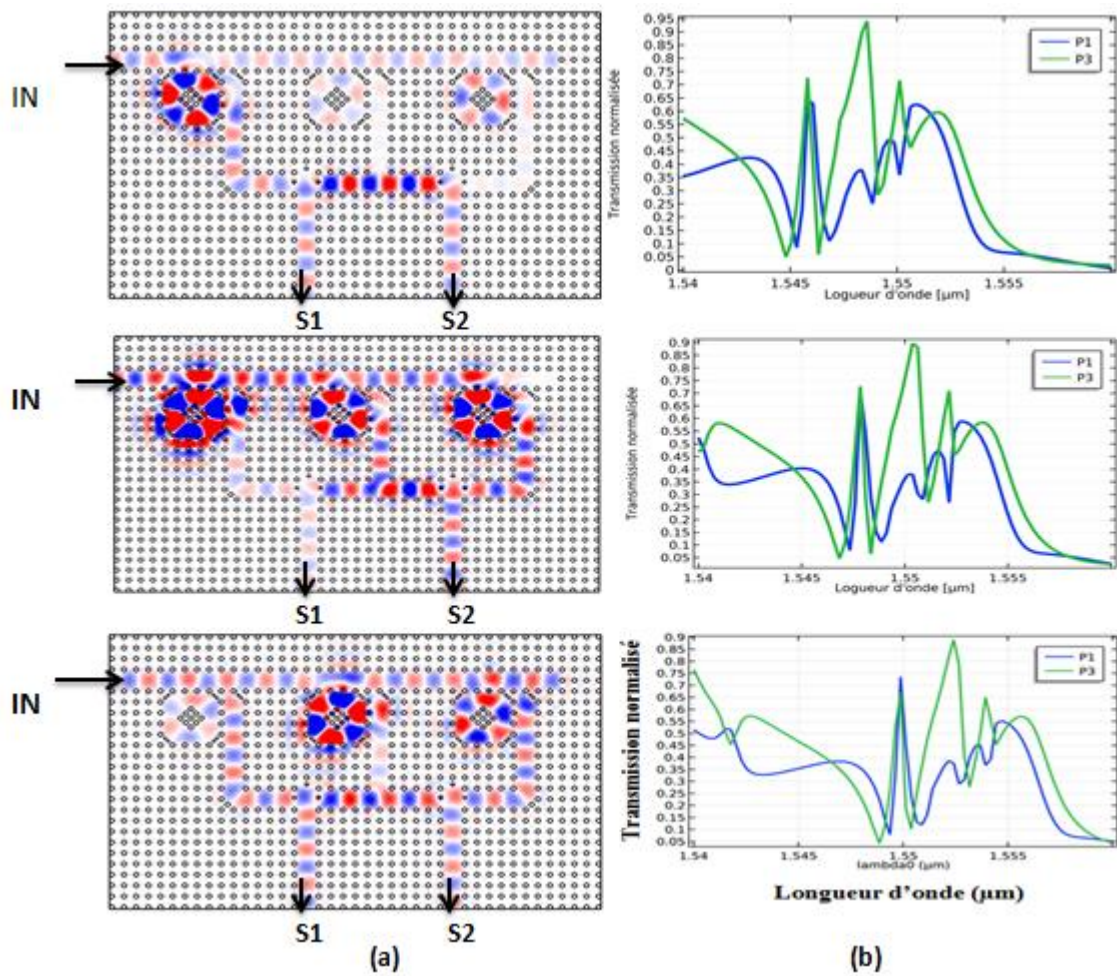 IN
S1 S2
0.95
0.9
0.85
0.8
0.75
0.7
0.65
0.6
0.55
0.5
0.45
0.4
0.35
0.3
0.25
0.2
0.15
0.1
0.05
0
Transmission normalisée
P1
P3
1.54 1.545 1.55 1.555
Logueur d'onde [µm]
IN
S1 S2
0.9
0.85
0.8
0.75
0.7
0.65
0.6
0.55
0.5
0.45
0.4
0.35
0.3
0.25
0.2
0.15
0.1
0.05
Transmission normalisée
P1
P3
1.54 1.545 1.55 1.555
Logueur d'onde [µm]
IN
S1 S2
0.9
0.85
0.8
0.75
0.7
0.65
0.6
0.55
0.5
0.45
0.4
0.35
0.3
0.25
0.2
0.15
0.1
0.05
Transmission normalisé
P1
P3
1.54 1.545 1.55 1.555
lambda0 (µm)
Longueur d’onde (µm)
(a) (b)